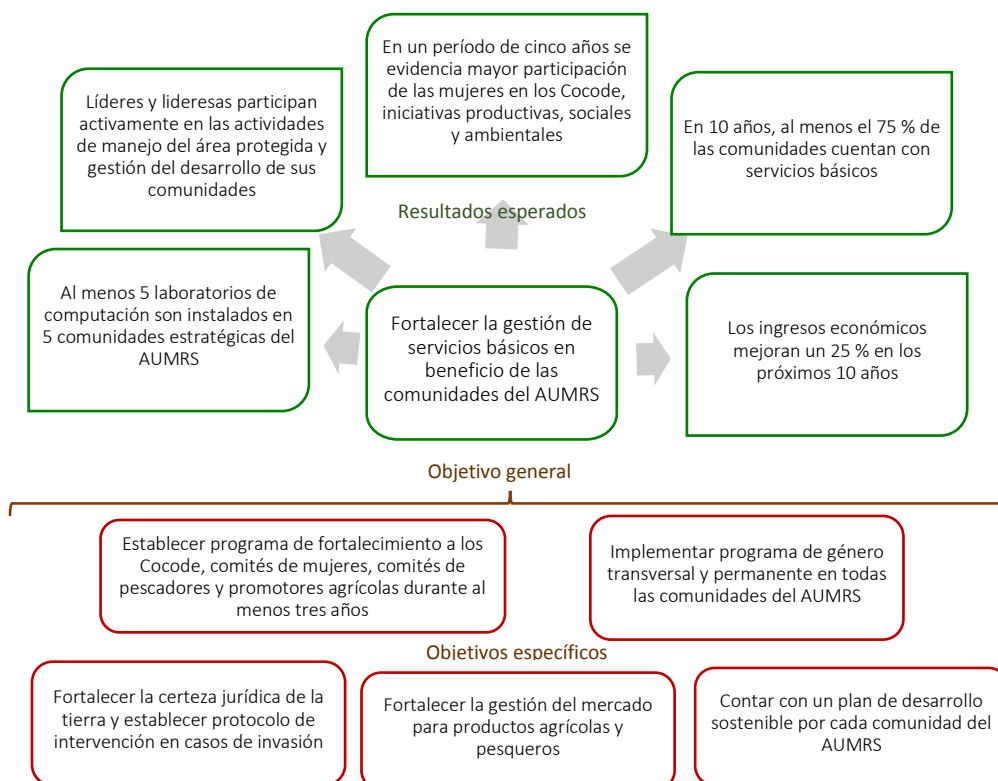 En un período de cinco años se
evidencia mayor participación
de las mujeres en los Cocode,
iniciativas productivas, sociales
y ambientales
Líderes y lideresas participan
activamente en las actividades
de manejo del área protegida y
gestión del desarrollo de sus
comunidades
En 10 años, al menos el 75 % de
las comunidades cuentan con
servicios básicos
Resultados esperados
Al menos 5 laboratorios de
computación son instalados en
5 comunidades estratégicas del
AUMRS
Fortalecer la gestión de
servicios básicos en
beneficio de las
comunidades del AUMRS
Los ingresos económicos
mejoran un 25 % en los
próximos 10 años
Objetivo general
Establecer programa de fortalecimiento a los
Cocode, comités de mujeres, comités de
pescadores y promotores agrícolas durante al
menos tres años
Implementar programa de género
transversal y permanente en todas
las comunidades del AUMRS
Objetivos específicos
Fortalecer la certeza jurídica de la
tierra y establecer protocolo de
intervención en casos de invasión
Fortalecer la gestión del mercado
para productos agrícolas y
pesqueros
Contar con un plan de desarrollo
sostenible por cada comunidad del
AUMRS